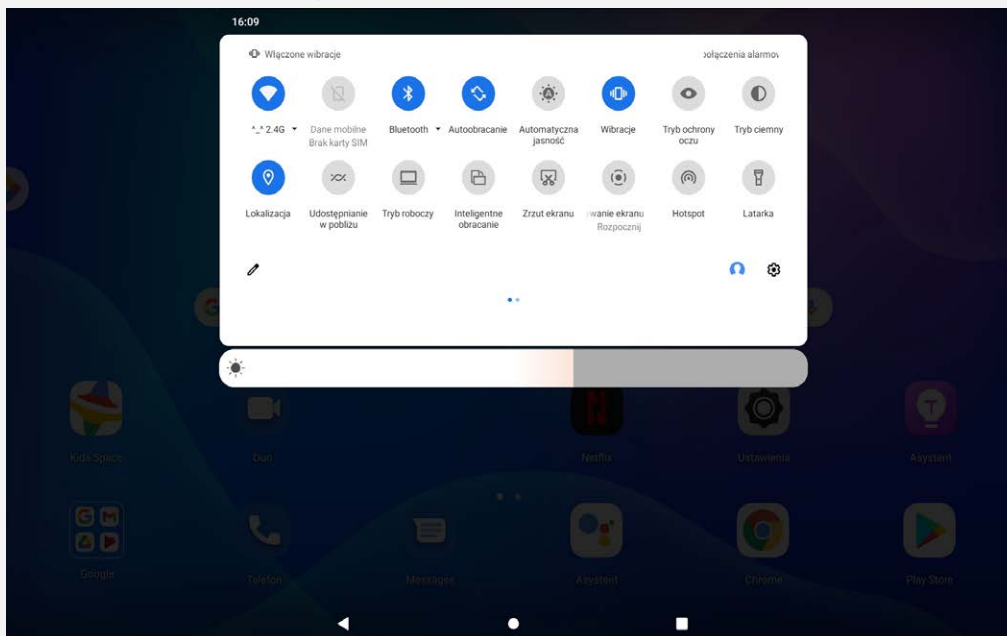 16:09
Włączone wibracje
połączenia alarmov
^_^ 2.4G
Dane mobilne
Brak karty SIM
Bluetooth
Autoobracanie
Automatyczna
jasność
Wibracje
Tryb ochrony
oczu
Tryb ciemny
Lokalizacja
Udostępnianie
w pobliżu
Tryb roboczy
Inteligentne
obracanie
Zrzut ekranu
wanie ekranu
Rozpocznij
Hotspot
Latarka
Kids Space
Duo
Netflix
Ustawienia
Asystent
Google
Telefon
Messages
Asystent
Chrome
Play Store